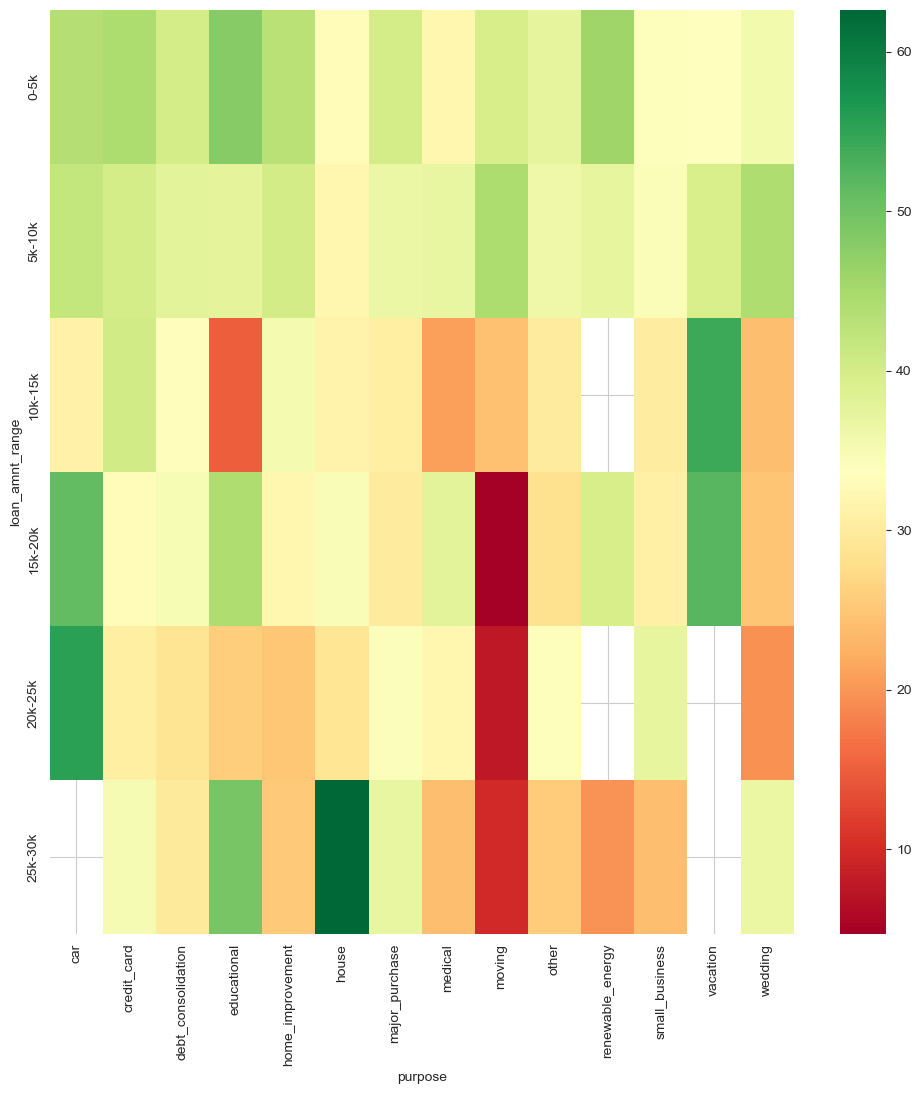 loan_amnt_range
0-5k
5k-10k
10k-15k
15k-20k
20k-25k
25k-30k
car
credit_card
debt_consolidation
educational
home_improvement
house
major_purchase
medical
moving
other
renewable_energy
small_business
vacation
wedding
purpose
60
50
40
30
20
10